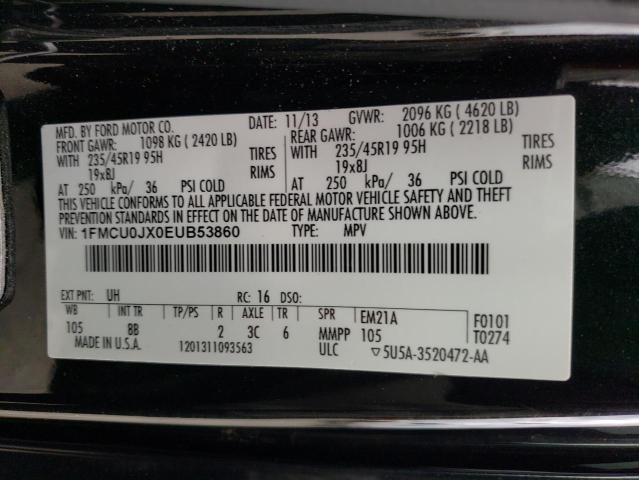 MFD. BY FORD MOTOR CO. DATE: 11/13 GVWR: 2096 KG ( 4620 LB)
FRONT GAWR: 1098 KG ( 2420 LB) REAR GAWR: 1006 KG ( 2218 LB)
WITH 235/45R19 95H TIRES WITH 235/45R19 95H TIRES
19x8J RIMS 19x8J RIMS
AT 250 kPa/ 36 PSI COLD AT 250 kPa/ 36 PSI COLD
THIS VEHICLE CONFORMS TO ALL APPLICABLE FEDERAL MOTOR VEHICLE SAFETY AND THEFT
PREVENTION STANDARDS IN EFFECT ON THE DATE OF MANUFACTURE SHOWN ABOVE.
VIN: 1FMCU0JX0EUB53860 TYPE: MPV
EXT PNT: UH RC: 16 DSO:
WB INT TR TP/PS R AXLE TR SPR EM21A F0101
105 8B 2 3C 6 MMPP 105 T0274
MADE IN U.S.A. 1201311093563 ULC ▽5U5A-3520472-AA